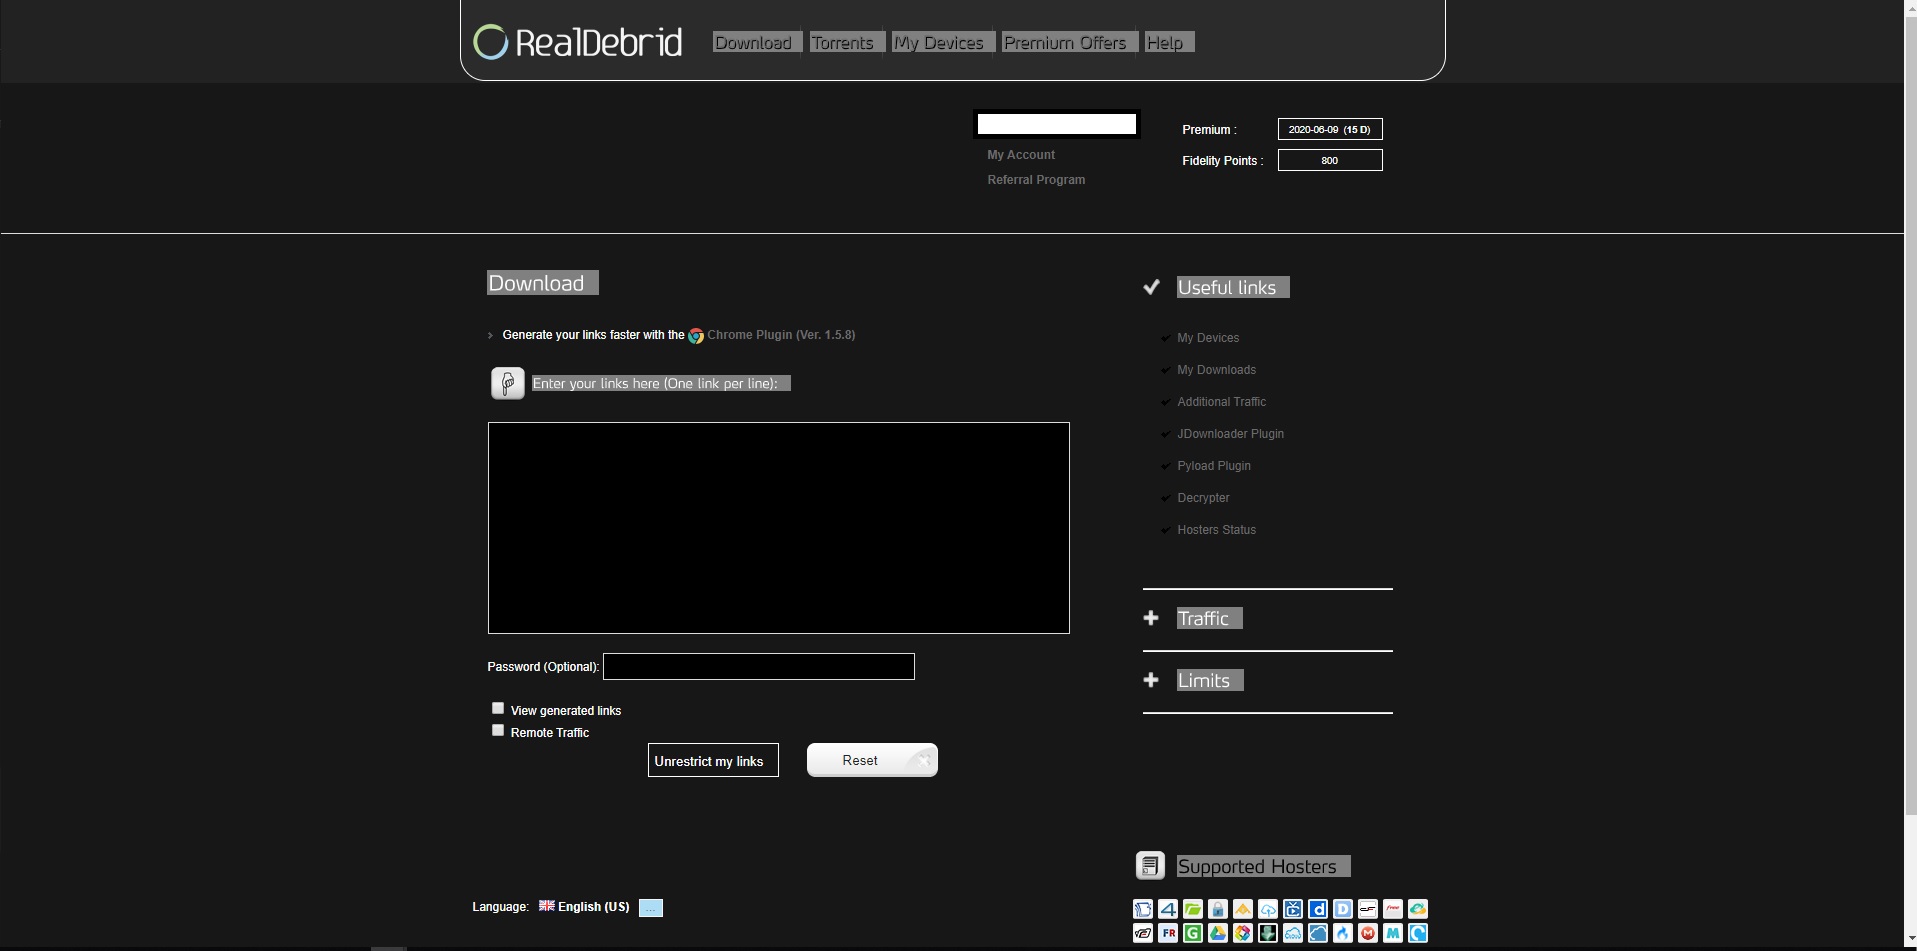 RealDebrid Download Torrents My Devices Premium Offers Help
Premium : 2020-06-09 (15 D)
My Account
Fidelity Points : 800
Referral Program
Download
Generate your links faster with the Chrome Plugin (Ver. 1.5.8)
Enter your links here (One link per line):
Password (Optional):
View generated links
Remote Traffic
Unrestrict my links
Reset
Useful links
My Devices
My Downloads
Additional Traffic
JDownloader Plugin
Pyload Plugin
Decrypter
Hosters Status
Traffic
Limits
Supported Hosters
Language: English (US) ...